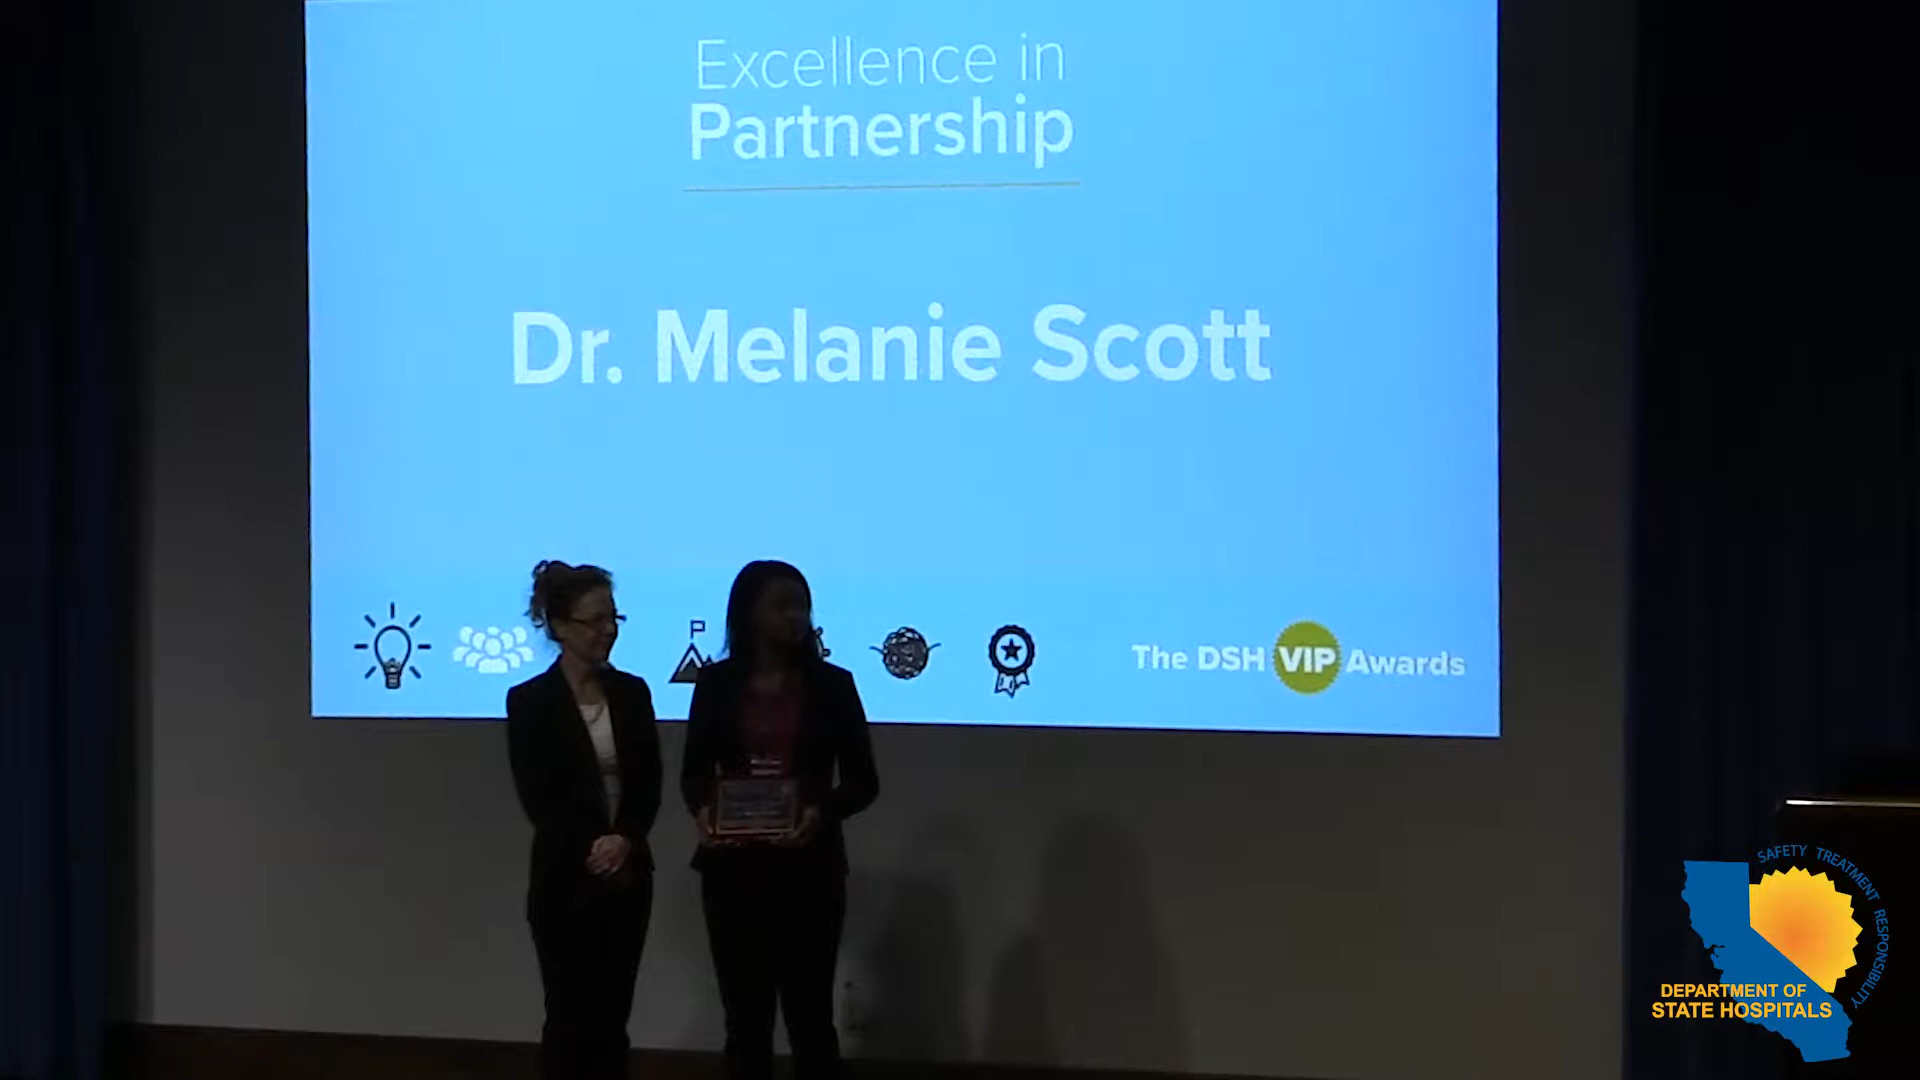 Excellence in
Partnership
Dr. Melanie Scott
P
The DSH VIP Awards
SAFETY TREATMENT RESPONSIBILITY
DEPARTMENT OF
STATE HOSPITALS